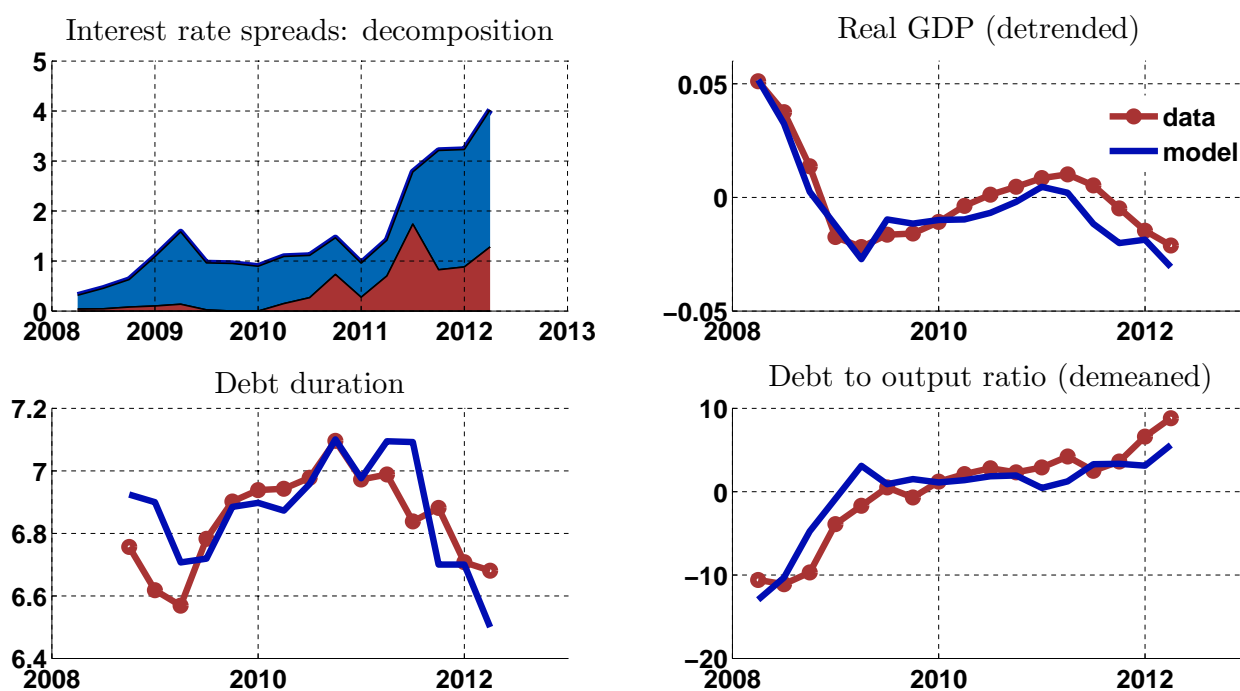 Interest rate spreads: decomposition
5
4
3
2
1
0
2008 2009 2010 2011 2012 2013
Real GDP (detrended)
0.05
0
−0.05
data
model
2008 2010 2012
Debt duration
7.2
7
6.8
6.6
6.4
2008 2010 2012
Debt to output ratio (demeaned)
10
0
−10
−20
2008 2010 2012